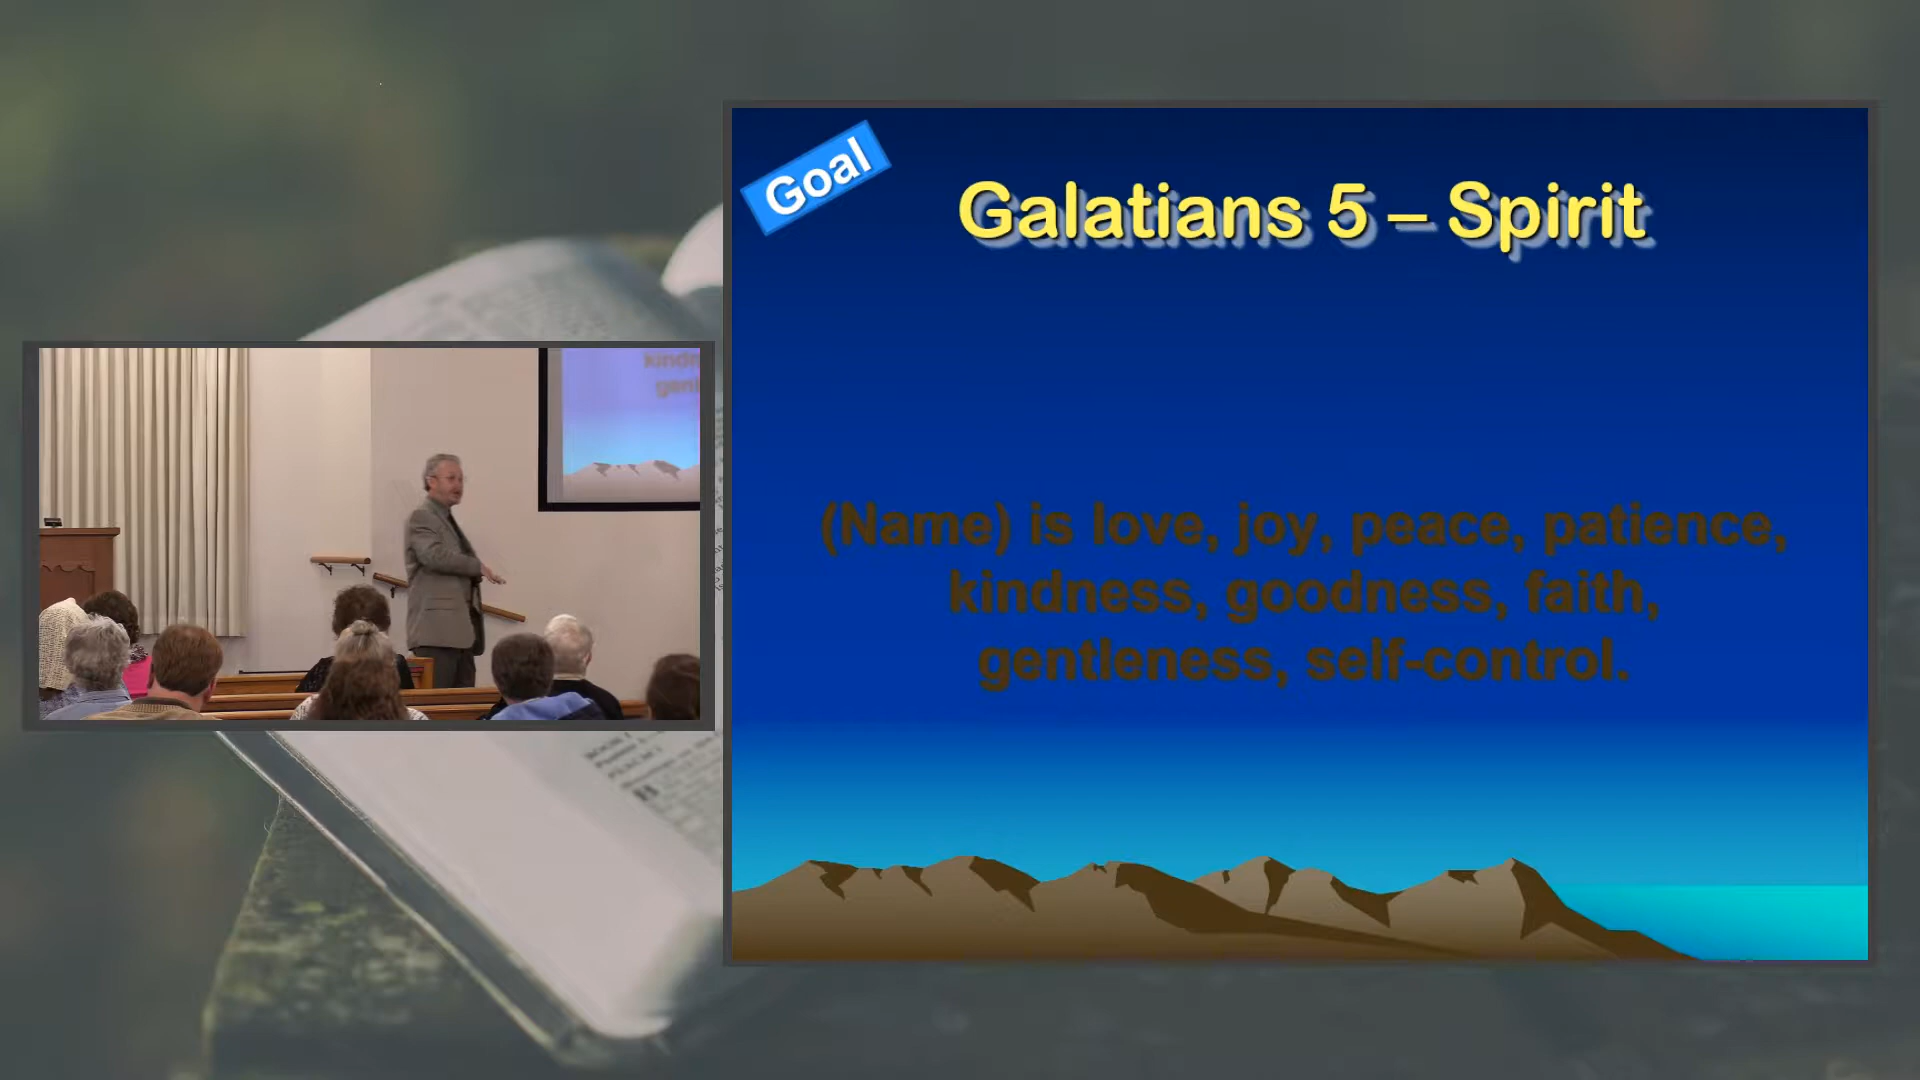 Goal
Galatians 5 – Spirit
(Name) is love, joy, peace, patience,
kindness, goodness, faith,
gentleness, self-control.